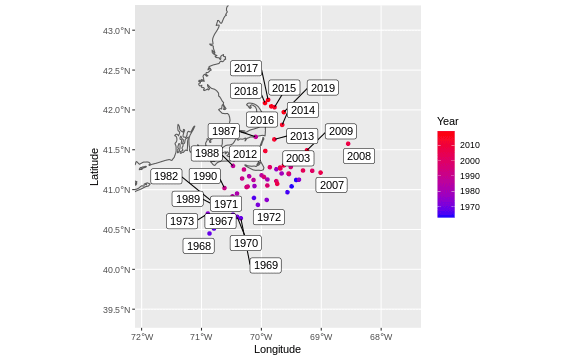 43.0°N
42.5°N
42.0°N
41.5°N
41.0°N
40.5°N
40.0°N
39.5°N
Latitude
2017
2018
2015
2019
2014
2016
1987
2013
2009
1988
2012
2003
2008
1982
1990
2007
1989
1971
1973
1967
1972
1968
1970
1969
72°W
71°W
70°W
69°W
68°W
Longitude
Year
2010
2000
1990
1980
1970